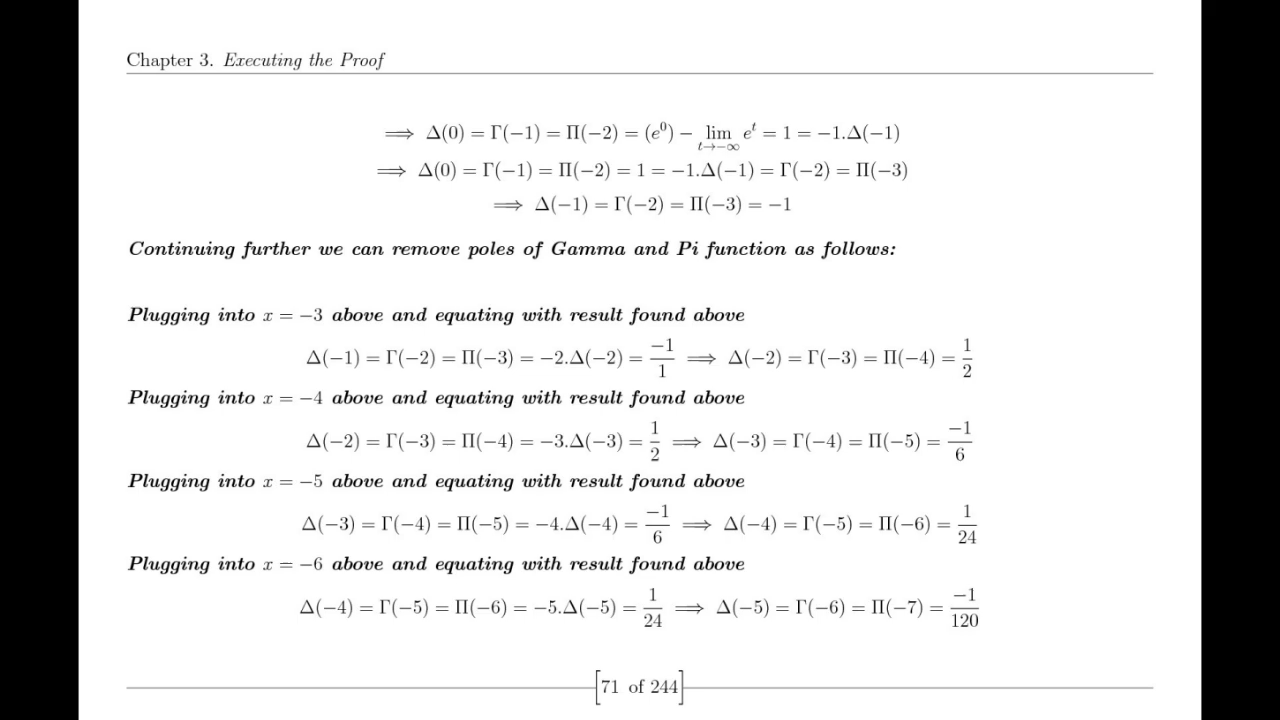 Chapter 3. Executing the Proof
⟹ Δ(0) = Γ(−1) = Π(−2) = (e⁰) − lim_{t→−∞} eᵗ = 1 = −1.Δ(−1)
⟹ Δ(0) = Γ(−1) = Π(−2) = 1 = −1.Δ(−1) = Γ(−2) = Π(−3)
⟹ Δ(−1) = Γ(−2) = Π(−3) = −1
Continuing further we can remove poles of Gamma and Pi function as follows:
Plugging into x = −3 above and equating with result found above
Δ(−1) = Γ(−2) = Π(−3) = −2.Δ(−2) = −1/1 ⟹ Δ(−2) = Γ(−3) = Π(−4) = 1/2
Plugging into x = −4 above and equating with result found above
Δ(−2) = Γ(−3) = Π(−4) = −3.Δ(−3) = 1/2 ⟹ Δ(−3) = Γ(−4) = Π(−5) = −1/6
Plugging into x = −5 above and equating with result found above
Δ(−3) = Γ(−4) = Π(−5) = −4.Δ(−4) = −1/6 ⟹ Δ(−4) = Γ(−5) = Π(−6) = 1/24
Plugging into x = −6 above and equating with result found above
Δ(−4) = Γ(−5) = Π(−6) = −5.Δ(−5) = 1/24 ⟹ Δ(−5) = Γ(−6) = Π(−7) = −1/120
[71 of 244]